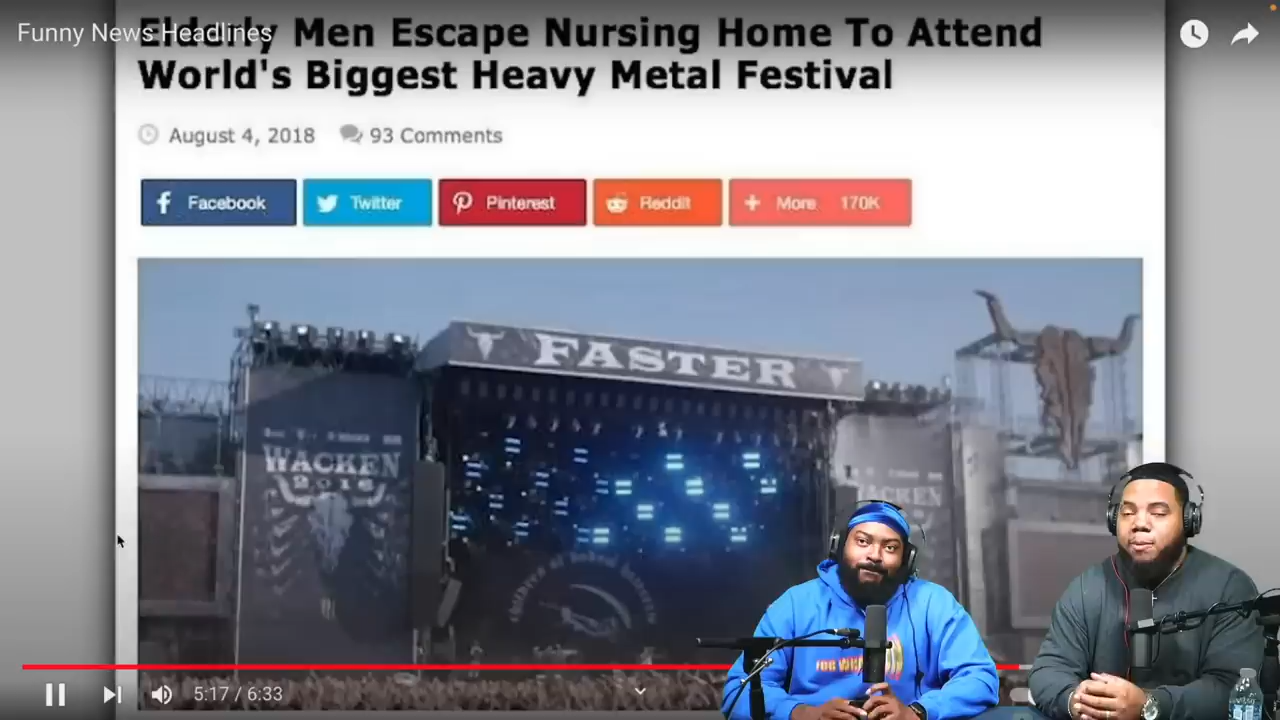 Funny News Headlines
Elderly Men Escape Nursing Home To Attend
World's Biggest Heavy Metal Festival
August 4, 2018 93 Comments
Facebook Twitter Pinterest Reddit More 170K
FASTER
WACKEN
2016
WACKEN
5:17 / 6:33